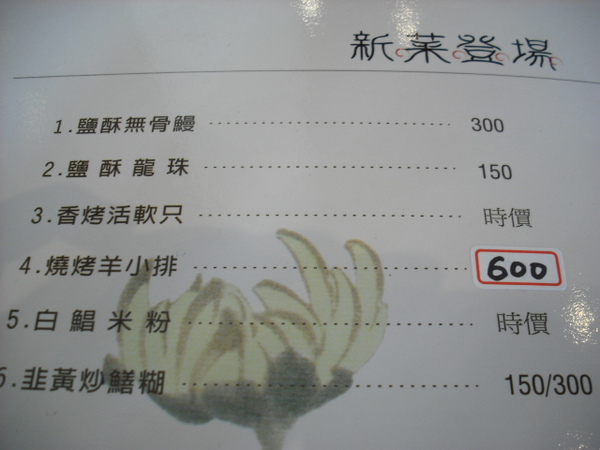 新菜登場
1.鹽酥無骨鰻 300
2.鹽酥龍珠 150
3.香烤活軟只 時價
4.燒烤羊小排 600
5.白鯧米粉 時價
6.韭黃炒鱔糊 150/300